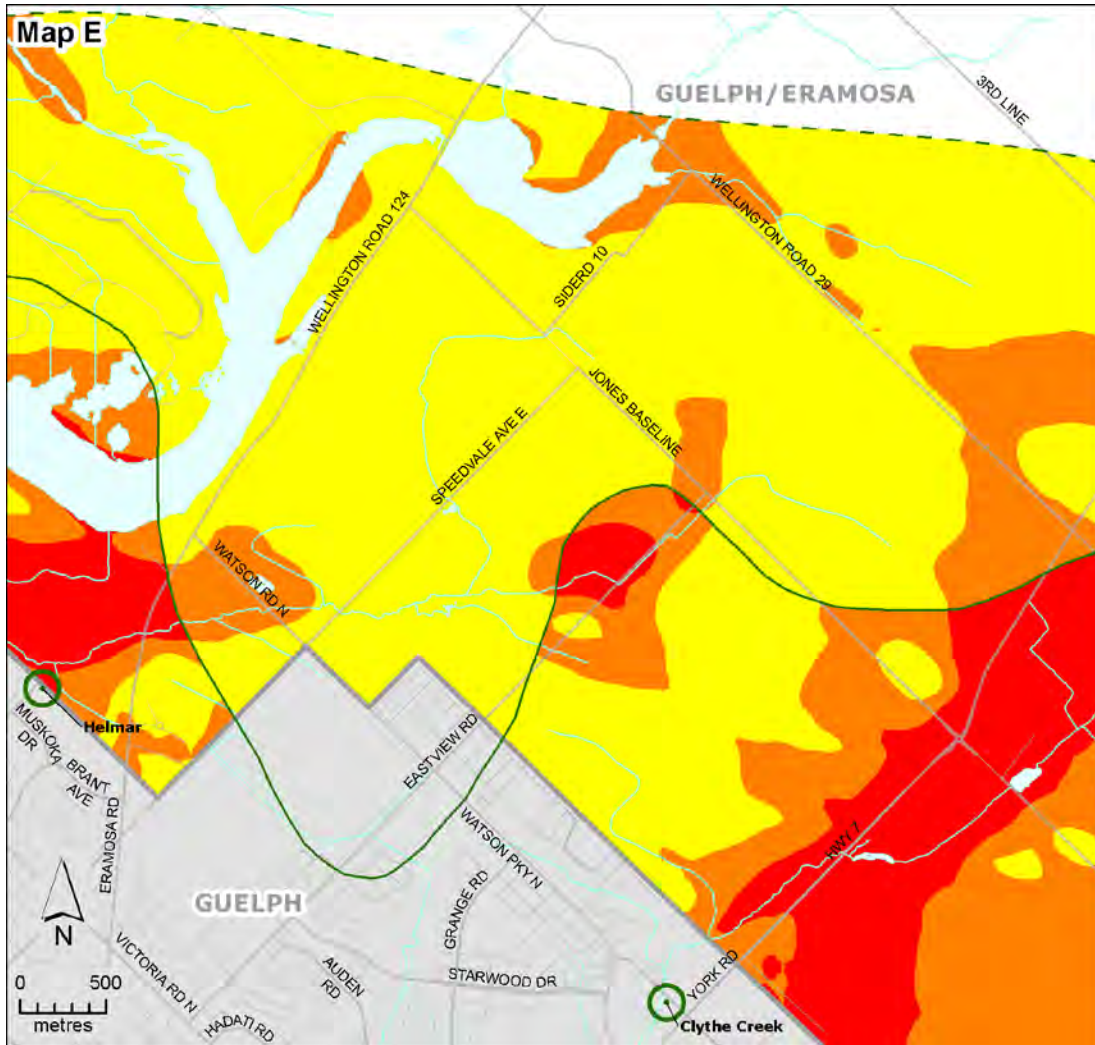 Map E
GUELPH/ERAMOSA
3RD LINE
WELLINGTON ROAD 124
WELLINGTON ROAD 29
SIDERD 10
JONES BASELINE
SPEEDVALE AVE E
WATSON RD N
Helmar
MUSKOKA
DR
BRANT
AVE
ERAMOSA RD
EASTVIEW RD
WATSON PKY N
HWY 7
GUELPH
GRANGE RD
N
VICTORIA RD N
AUDEN
RD
STARWOOD DR
YORK RD
0 500
metres
HADATI RD
Clythe Creek